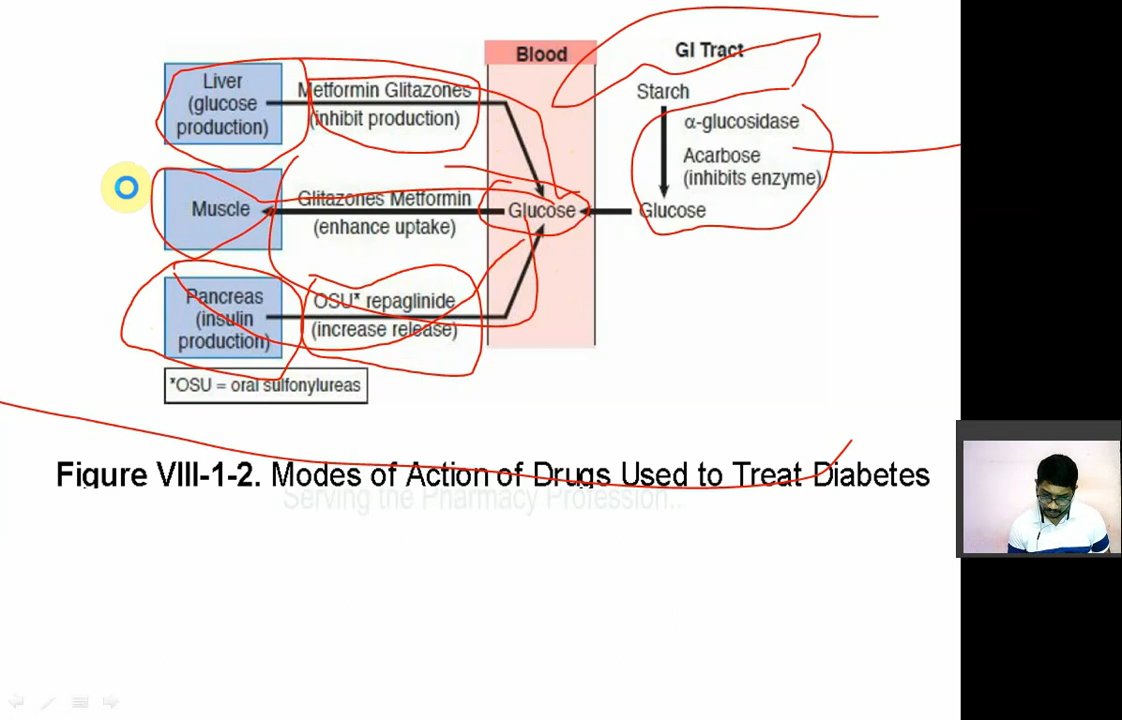 Blood
GI Tract
Liver
(glucose
production)
Metformin Glitazones
(inhibit production)
Starch
α-glucosidase
Acarbose
(inhibits enzyme)
Glucose
Muscle
Glitazones Metformin
(enhance uptake)
Glucose
Pancreas
(insulin
production)
OSU* repaglinide
(increase release)
*OSU = oral sulfonylureas
Figure VIII-1-2. Modes of Action of Drugs Used to Treat Diabetes
Serving the Pharmacy Profession..